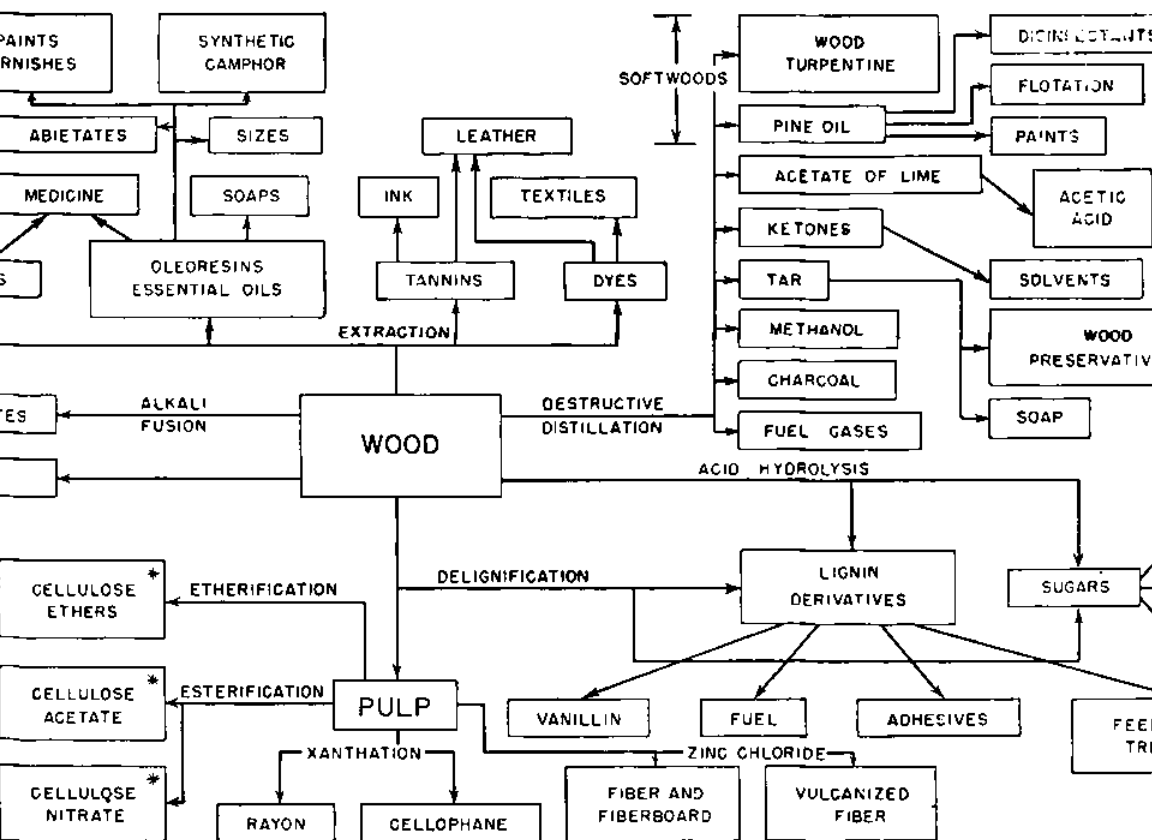 PAINTS
SYNTHETIC
CAMPHOR
ABIETATES
SIZES
MEDICINE
SOAPS
OLEORESINS
ESSENTIAL OILS
LEATHER
INK
TEXTILES
TANNINS
DYES
EXTRACTION
SOFTWOODS
WOOD
TURPENTINE
PINE OIL
FLOTATION
PAINTS
ACETATE OF LIME
ACETIC
ACID
KETONES
SOLVENTS
TAR
METHANOL
WOOD
CHARCOAL
SOAP
FUEL GASES
ALKALI
FUSION
WOOD
DESTRUCTIVE
DISTILLATION
ACID HYDROLYSIS
CELLULOSE *
ETHERS
ETHERIFICATION
DELIGNIFICATION
LIGNIN
DERIVATIVES
SUGARS
CELLULOSE *
ACETATE
ESTERIFICATION
PULP
VANILLIN
FUEL
ADHESIVES
XANTHATION
ZINC CHLORIDE
CELLULOSE *
NITRATE
RAYON
CELLOPHANE
FIBER AND
FIBERBOARD
VULCANIZED
FIBER